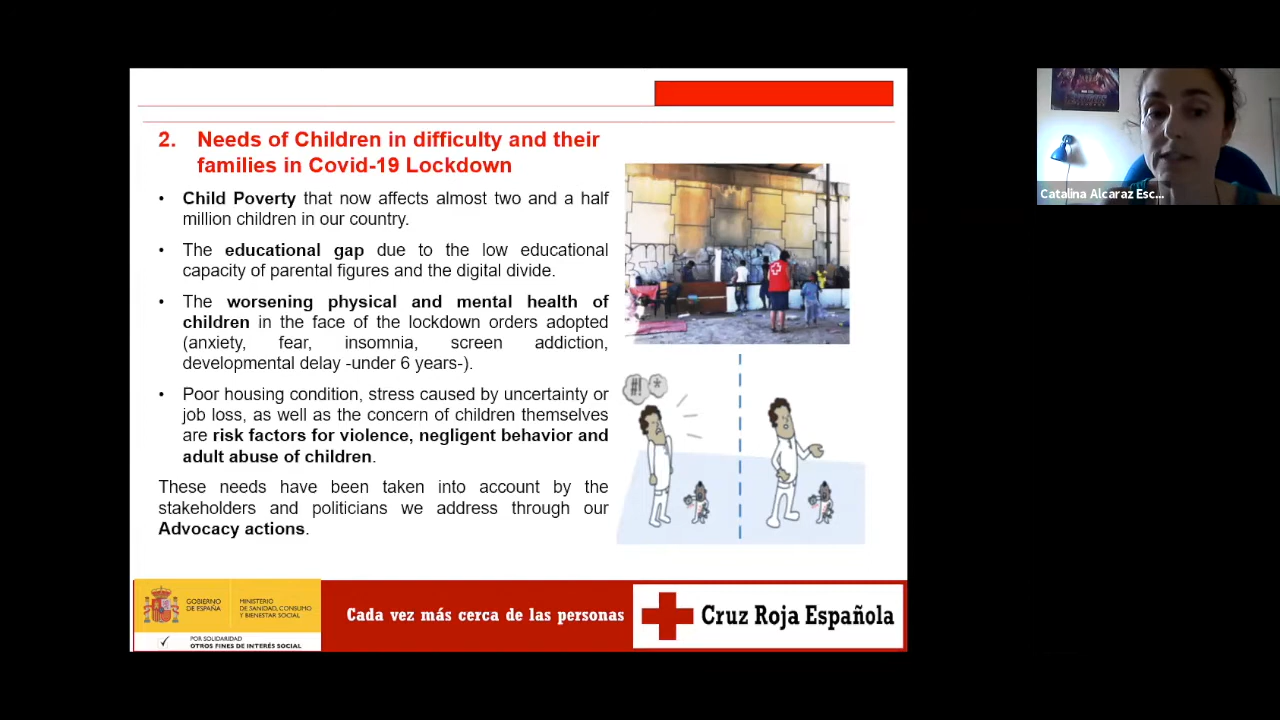 2. Needs of Children in difficulty and their
families in Covid-19 Lockdown
• Child Poverty that now affects almost two and a half
million children in our country.
• The educational gap due to the low educational
capacity of parental figures and the digital divide.
• The worsening physical and mental health of
children in the face of the lockdown orders adopted
(anxiety, fear, insomnia, screen addiction,
developmental delay -under 6 years-).
• Poor housing condition, stress caused by uncertainty or
job loss, as well as the concern of children themselves
are risk factors for violence, negligent behavior and
adult abuse of children.
These needs have been taken into account by the
stakeholders and politicians we address through our
Advocacy actions.
#! *
GOBIERNO
DE ESPAÑA
MINISTERIO
DE SANIDAD, CONSUMO
Y BIENESTAR SOCIAL
POR SOLIDARIDAD
OTROS FINES DE INTERÉS SOCIAL
Cada vez más cerca de las personas
Cruz Roja Española
Catalina Alcaraz Esc...